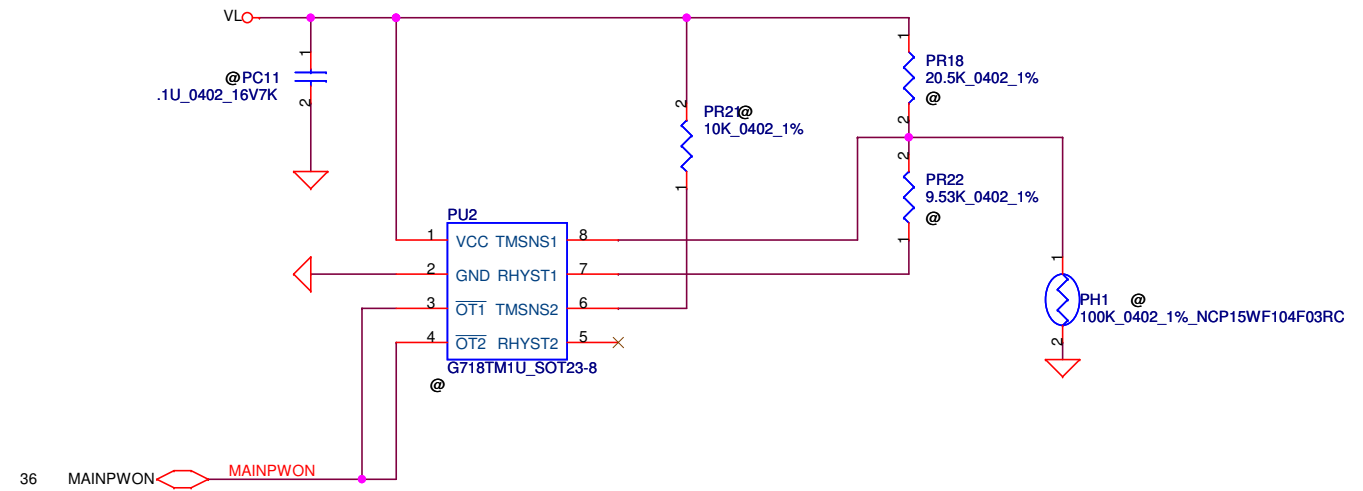 VL
1
@PC11
.1U_0402_16V7K
2
2
PR21@
10K_0402_1%
1
1
PR18
20.5K_0402_1%
@
2
2
PR22
9.53K_0402_1%
@
1
PU2
1 VCC TMSNS1 8
2 GND RHYST1 7
3 OT1 TMSNS2 6
4 OT2 RHYST2 5
G718TM1U_SOT23-8
@
1
PH1 @
100K_0402_1%_NCP15WF104F03RC
2
36 MAINPWON MAINPWON